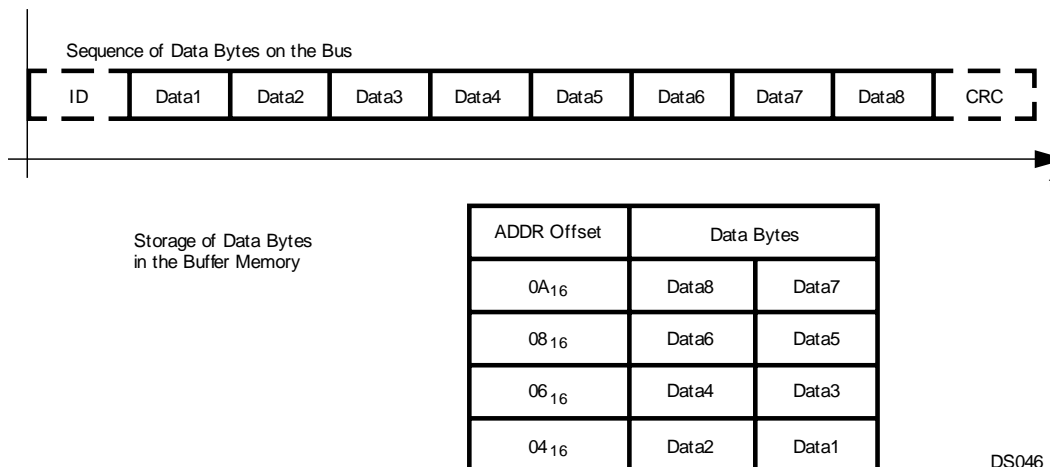 Sequence of Data Bytes on the Bus
ID Data1 Data2 Data3 Data4 Data5 Data6 Data7 Data8 CRC
Storage of Data Bytes
in the Buffer Memory
ADDR Offset Data Bytes
0A16 Data8 Data7
0816 Data6 Data5
0616 Data4 Data3
0416 Data2 Data1
DS046